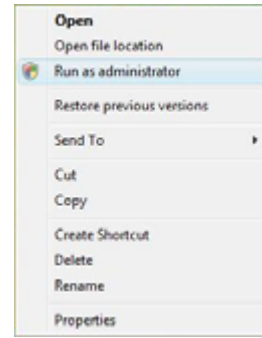 Open
Open file location
Run as administrator
Restore previous versions
Send To
Cut
Copy
Create Shortcut
Delete
Rename
Properties